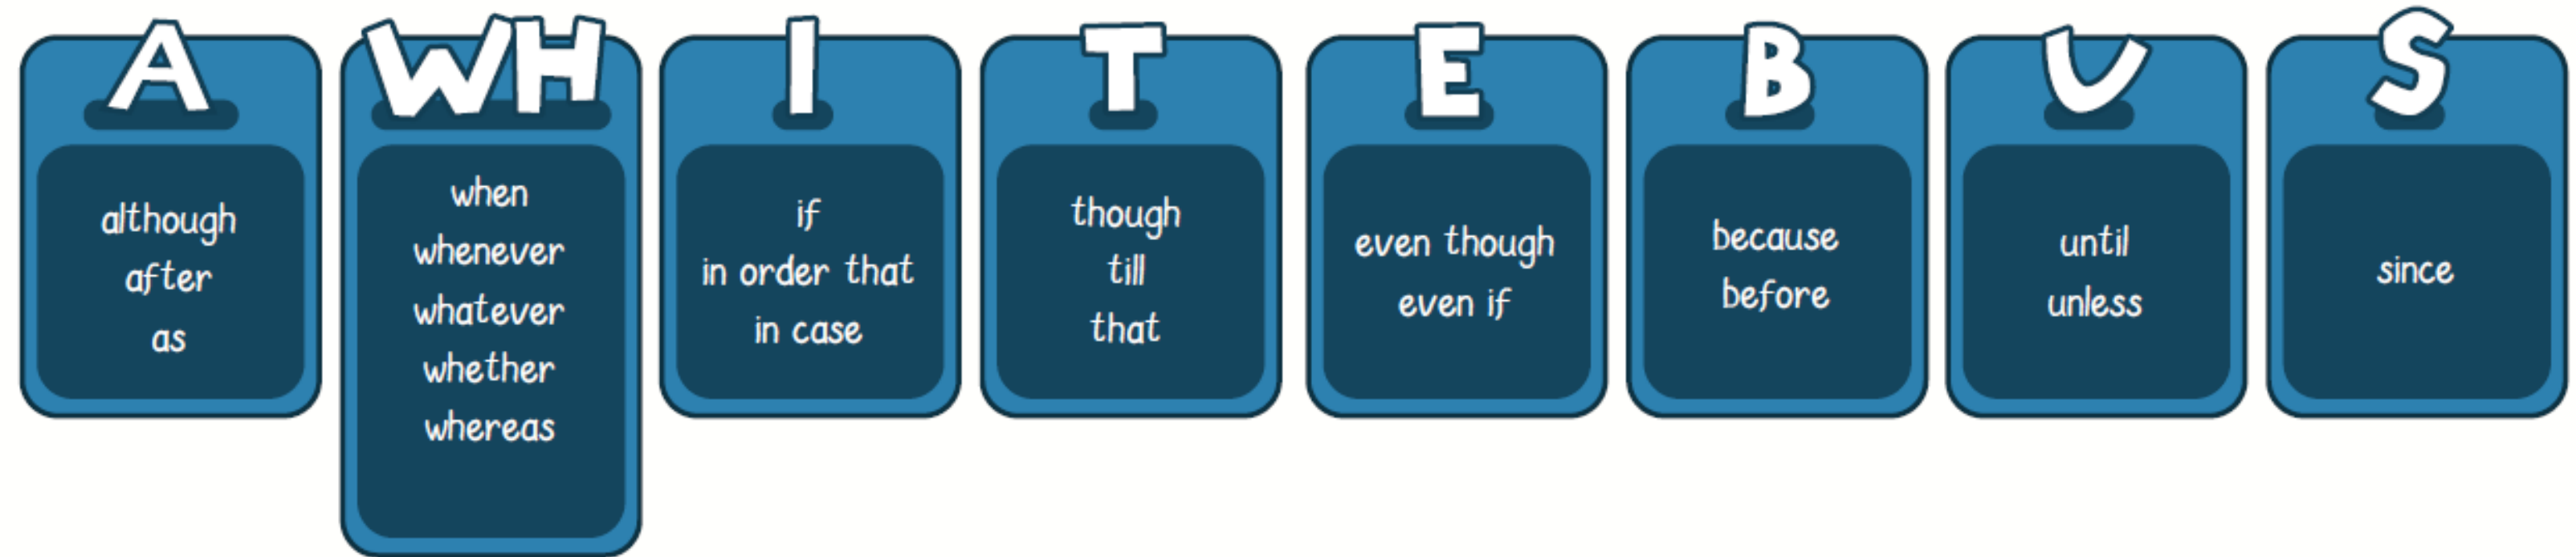 A
although
after
as
WH
when
whenever
whatever
whether
whereas
I
if
in order that
in case
T
though
till
that
E
even though
even if
B
because
before
U
until
unless
S
since